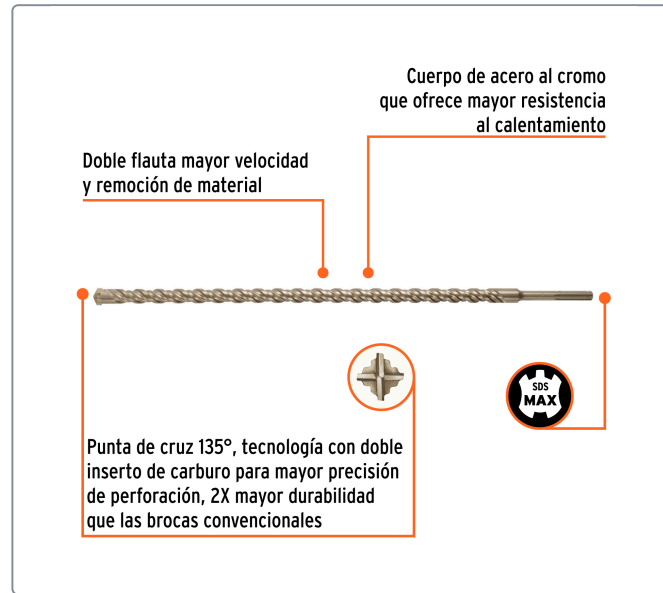 Cuerpo de acero al cromo
que ofrece mayor resistencia
al calentamiento
Doble flauta mayor velocidad
y remoción de material
SDS
MAX
Punta de cruz 135°, tecnología con doble
inserto de carburo para mayor precisión
de perforación, 2X mayor durabilidad
que las brocas convencionales